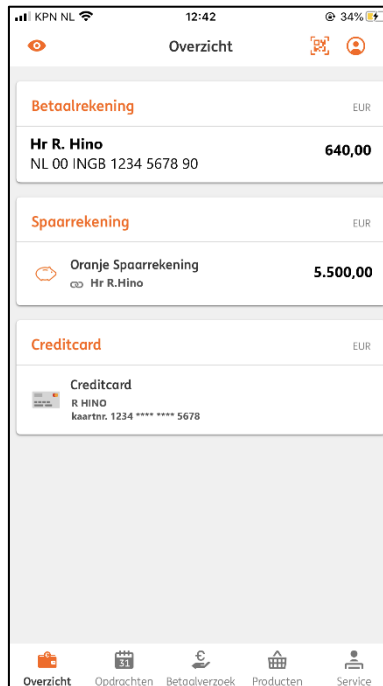 KPN NL 12:42 34%
Overzicht
Betaalrekening EUR
Hr R. Hino 640,00
NL 00 INGB 1234 5678 90
Spaarrekening EUR
Oranje Spaarrekening 5.500,00
Hr R.Hino
Creditcard EUR
Creditcard
R HINO
kaartnr. 1234 **** **** 5678
31
Overzicht Opdrachten Betaalverzoek Producten Service